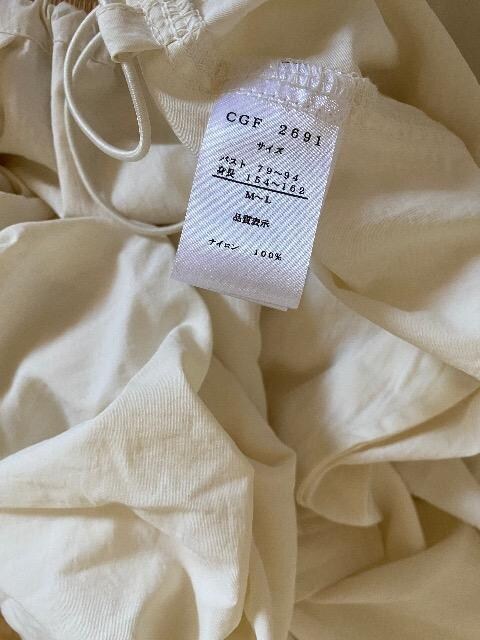 CGF 2691
サイズ
バスト 79〜94
身長 154〜162
M〜L
品質表示
ナイロン 100%